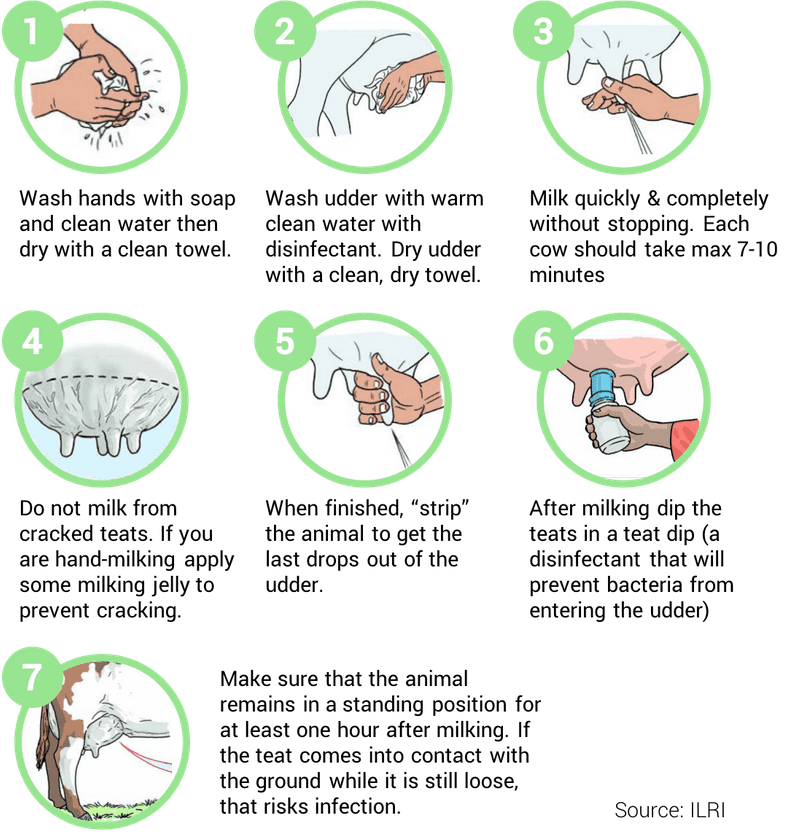 1
Wash hands with soap
and clean water then
dry with a clean towel.
2
Wash udder with warm
clean water with
disinfectant. Dry udder
with a clean, dry towel.
3
Milk quickly & completely
without stopping. Each
cow should take max 7-10
minutes
4
Do not milk from
cracked teats. If you
are hand-milking apply
some milking jelly to
prevent cracking.
5
When finished, “strip”
the animal to get the
last drops out of the
udder.
6
After milking dip the
teats in a teat dip (a
disinfectant that will
prevent bacteria from
entering the udder)
7
Make sure that the animal
remains in a standing position for
at least one hour after milking. If
the teat comes into contact with
the ground while it is still loose,
that risks infection.
Source: ILRI